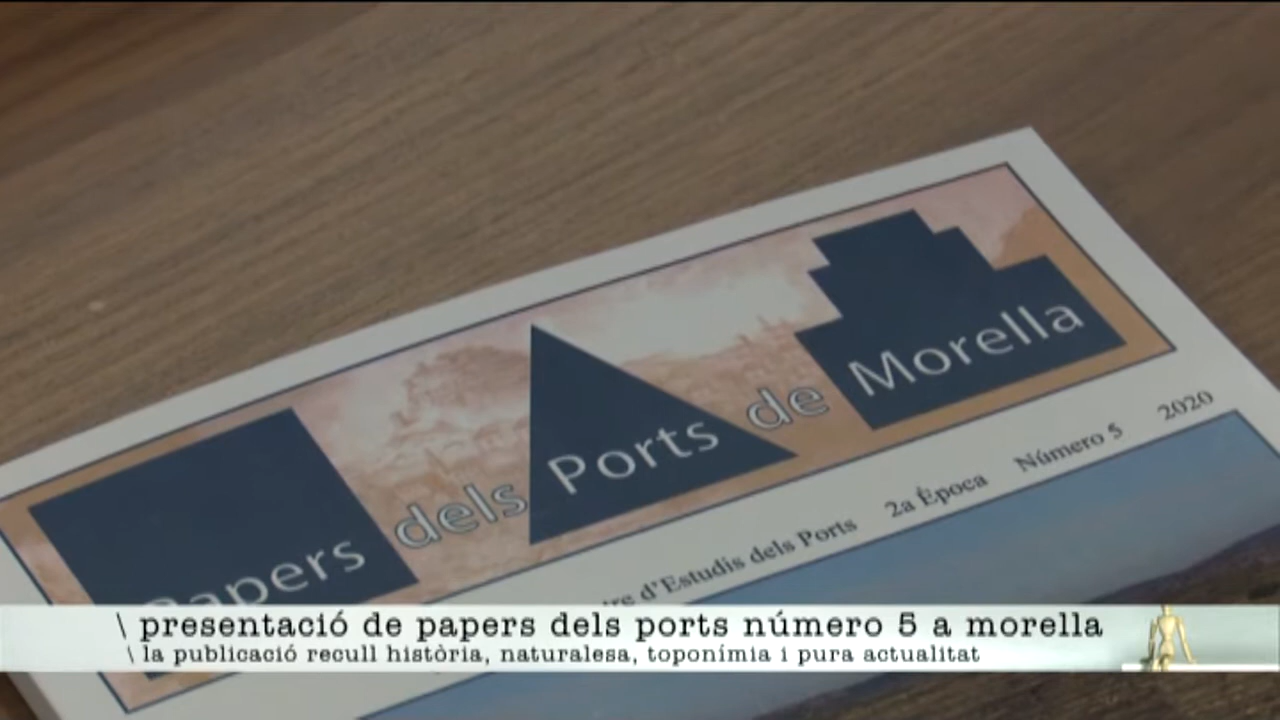 Papers dels Ports de Morella
d'Estudis dels Ports 2a Època Número 5 2020
\ presentació de papers dels ports número 5 a morella
\ la publicació recull història, naturalesa, toponímia i pura actualitat